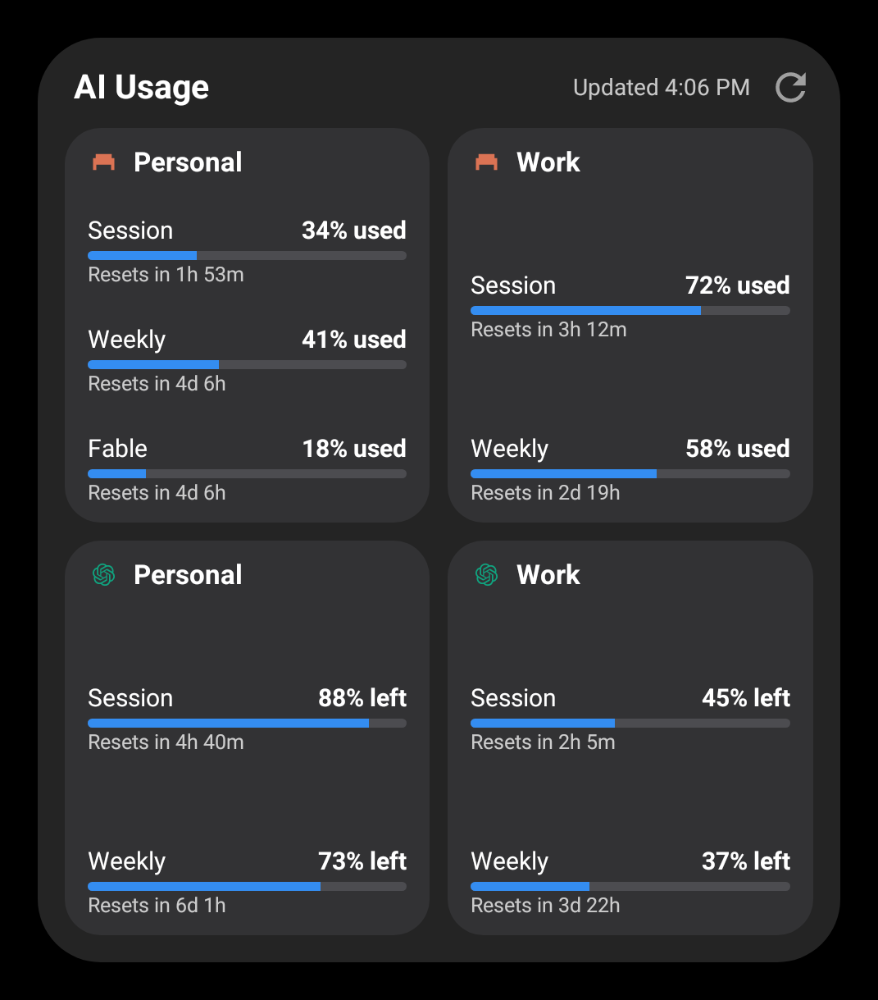 AI Usage
Updated 4:06 PM
Personal
Session 34% used
Resets in 1h 53m
Weekly 41% used
Resets in 4d 6h
Fable 18% used
Resets in 4d 6h
Work
Session 72% used
Resets in 3h 12m
Weekly 58% used
Resets in 2d 19h
Personal
Session 88% left
Resets in 4h 40m
Weekly 73% left
Resets in 6d 1h
Work
Session 45% left
Resets in 2h 5m
Weekly 37% left
Resets in 3d 22h